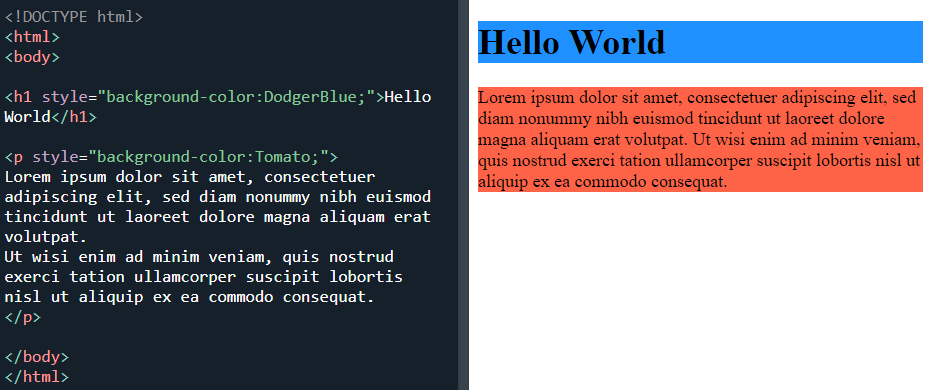 <!DOCTYPE html>
<html>
<body>
<h1 style="background-color:DodgerBlue;">Hello
World</h1>
<p style="background-color:Tomato;">
Lorem ipsum dolor sit amet, consectetuer
adipiscing elit, sed diam nonummy nibh euismod
tincidunt ut laoreet dolore magna aliquam erat
volutpat.
Ut wisi enim ad minim veniam, quis nostrud
exerci tation ullamcorper suscipit lobortis
nisl ut aliquip ex ea commodo consequat.
</p>
</body>
</html>
Hello World
Lorem ipsum dolor sit amet, consectetuer adipiscing elit, sed
diam nonummy nibh euismod tincidunt ut laoreet dolore
magna aliquam erat volutpat. Ut wisi enim ad minim veniam,
quis nostrud exerci tation ullamcorper suscipit lobortis nisl ut
aliquip ex ea commodo consequat.